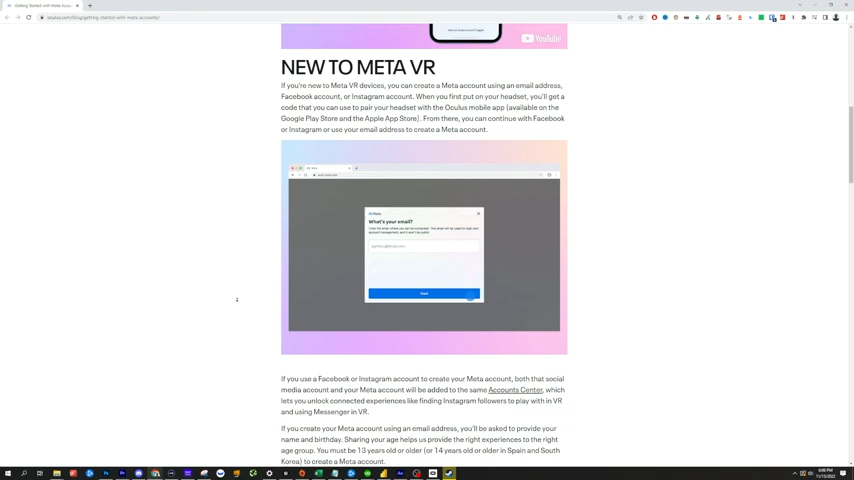 Getting Started with Meta Accou
oculus.com/blog/getting-started-with-meta-accounts/
YouTube
NEW TO META VR
If you're new to Meta VR devices, you can create a Meta account using an email address,
Facebook account, or Instagram account. When you first put on your headset, you'll get a
code that you can use to pair your headset with the Oculus mobile app (available on the
Google Play Store and the Apple App Store). From there, you can continue with Facebook
or Instagram or use your email address to create a Meta account.
Meta
What's your email?
Next
If you use a Facebook or Instagram account to create your Meta account, both that social
media account and your Meta account will be added to the same Accounts Center, which
lets you unlock connected experiences like finding Instagram followers to play with in VR
and using Messenger in VR.
If you create your Meta account using an email address, you'll be asked to provide your
name and birthday. Sharing your age helps us provide the right experiences to the right
age group. You must be 13 years old or older (or 14 years old or older in Spain and South
Korea) to create a Meta account.
6:06 PM
11/15/2022